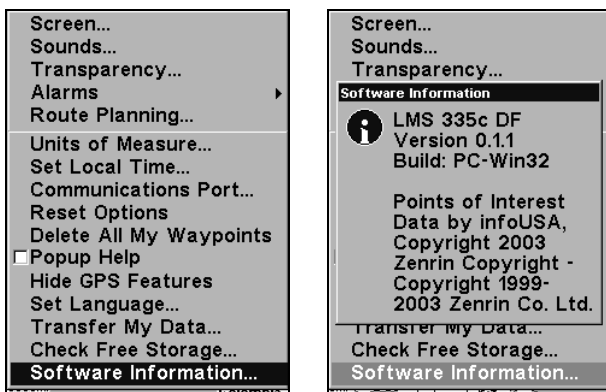 Screen...
Sounds...
Transparency...
Alarms
Route Planning...
Units of Measure...
Set Local Time...
Communications Port...
Reset Options
Delete All My Waypoints
Popup Help
Hide GPS Features
Set Language...
Transfer My Data...
Check Free Storage...
Software Information...
Screen...
Sounds...
Transparency...
Software Information
LMS 335c DF
Version 0.1.1
Build: PC-Win32
Points of Interest
Data by infoUSA,
Copyright 2003
Zenrin Copyright -
Copyright 1999-
2003 Zenrin Co. Ltd.
Transfer My Data...
Check Free Storage...
Software Information...